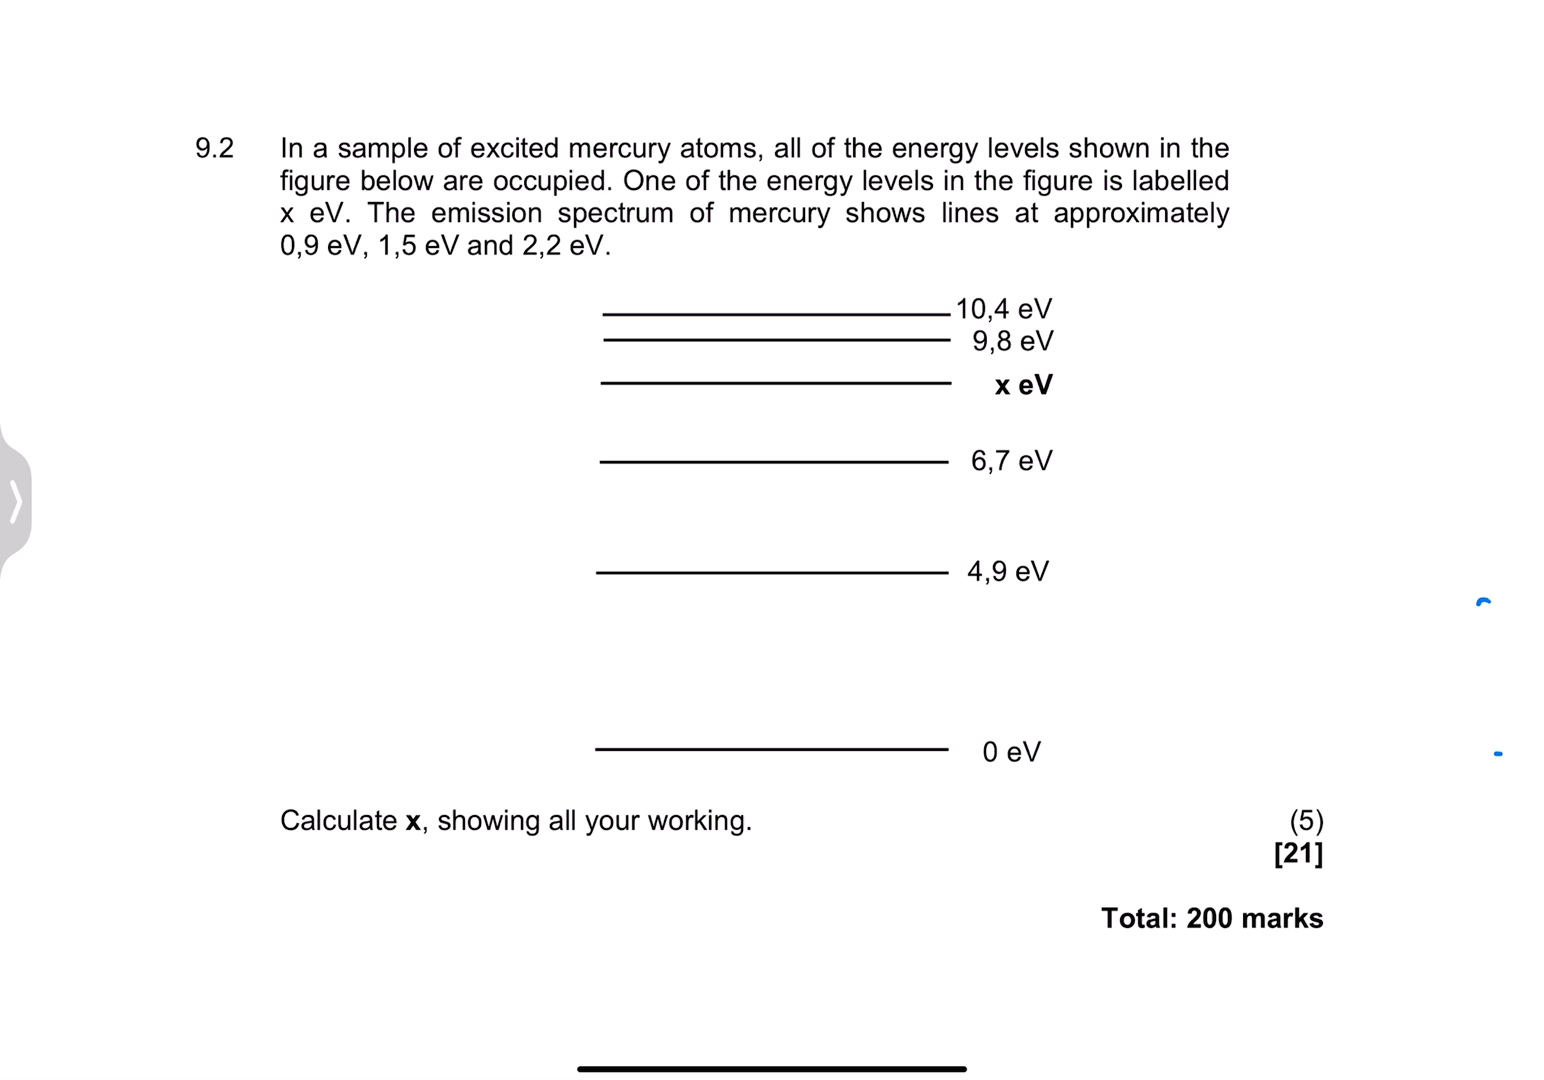 9.2 In a sample of excited mercury atoms, all of the energy levels shown in the
figure below are occupied. One of the energy levels in the figure is labelled
x eV. The emission spectrum of mercury shows lines at approximately
0,9 eV, 1,5 eV and 2,2 eV.
10,4 eV
9,8 eV
x eV
6,7 eV
4,9 eV
0 eV
Calculate x, showing all your working. (5)
[21]
Total: 200 marks